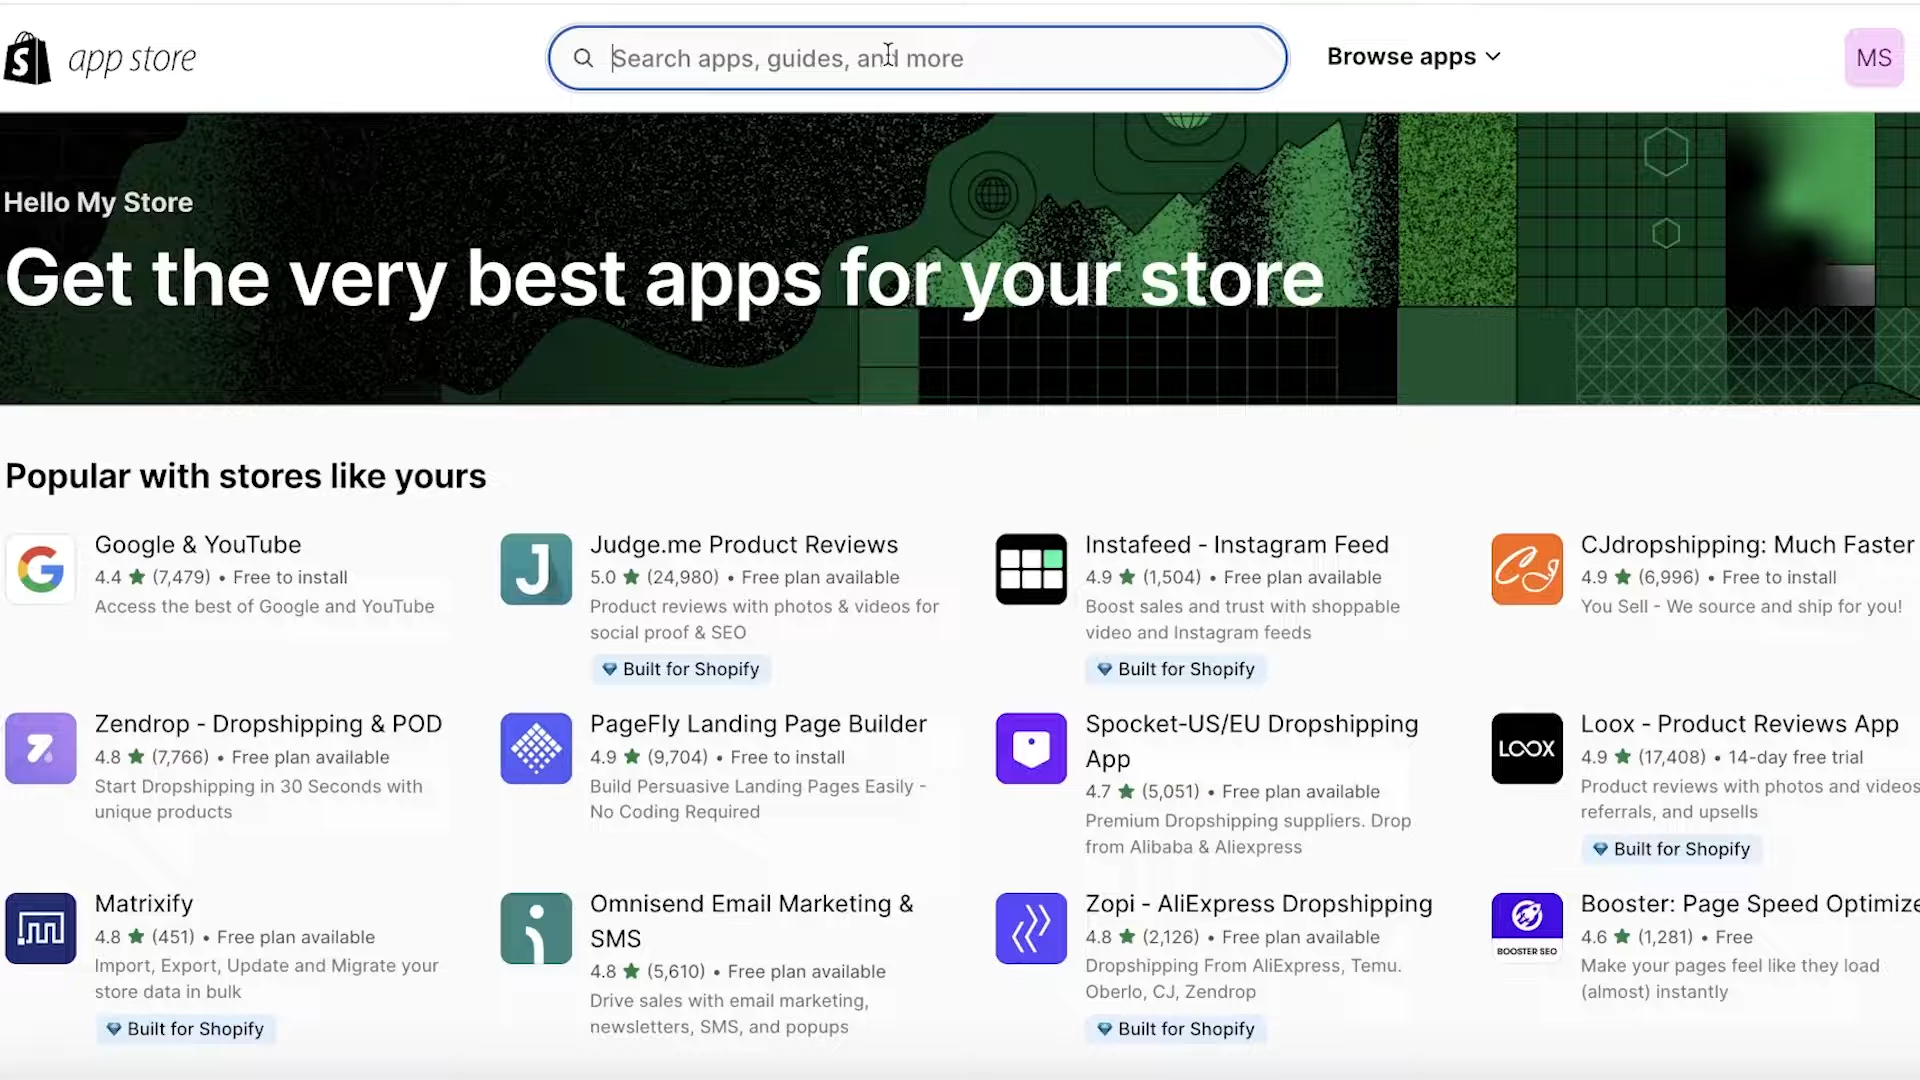 app store
Search apps, guides, and more
Browse apps
MS
Hello My Store
Get the very best apps for your store
Popular with stores like yours
Google & YouTube
4.4 ★ (7,479) • Free to install
Access the best of Google and YouTube
Judge.me Product Reviews
5.0 ★ (24,980) • Free plan available
Product reviews with photos & videos for
social proof & SEO
Built for Shopify
Instafeed - Instagram Feed
4.9 ★ (1,504) • Free plan available
Boost sales and trust with shoppable
video and Instagram feeds
Built for Shopify
CJdropshipping: Much Faster
4.9 ★ (6,996) • Free to install
You Sell - We source and ship for you!
Zendrop - Dropshipping & POD
4.8 ★ (7,766) • Free plan available
Start Dropshipping in 30 Seconds with
unique products
PageFly Landing Page Builder
4.9 ★ (9,704) • Free to install
Build Persuasive Landing Pages Easily -
No Coding Required
Spocket-US/EU Dropshipping
App
4.7 ★ (5,051) • Free plan available
Premium Dropshipping suppliers. Drop
from Alibaba & Aliexpress
LOOX
Loox - Product Reviews App
4.9 ★ (17,408) • 14-day free trial
Product reviews with photos and videos
referrals, and upsells
Built for Shopify
Matrixify
4.8 ★ (451) • Free plan available
Import, Export, Update and Migrate your
store data in bulk
Built for Shopify
Omnisend Email Marketing &
SMS
4.8 ★ (5,610) • Free plan available
Drive sales with email marketing,
newsletters, SMS, and popups
Zopi - AliExpress Dropshipping
4.8 ★ (2,126) • Free plan available
Dropshipping From AliExpress, Temu.
Oberlo, CJ, Zendrop
Built for Shopify
BOOSTER SEO
Booster: Page Speed Optimize
4.6 ★ (1,281) • Free
Make your pages feel like they load
(almost) instantly